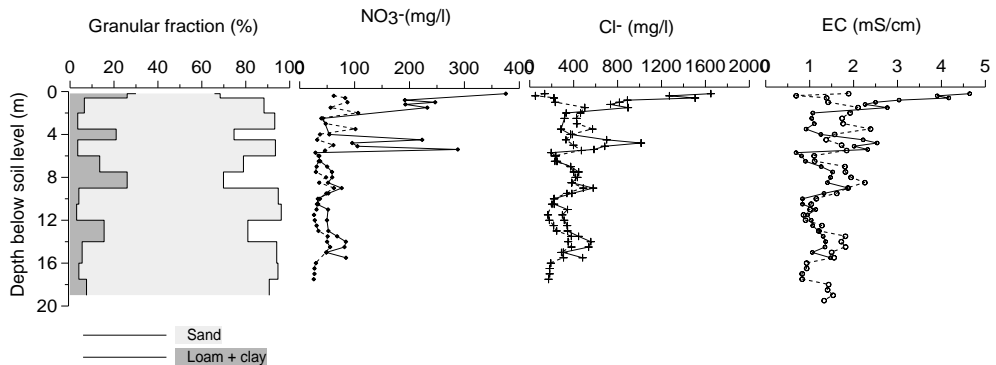 Granular fraction (%)
NO3-(mg/l)
Cl- (mg/l)
EC (mS/cm)
0 20 40 60 80 100
0 100 200 300 400
0 400 800 1200 1600 2000
0 1 2 3 4 5
Depth below soil level (m)
0
4
8
12
16
20
Sand
Loam + clay